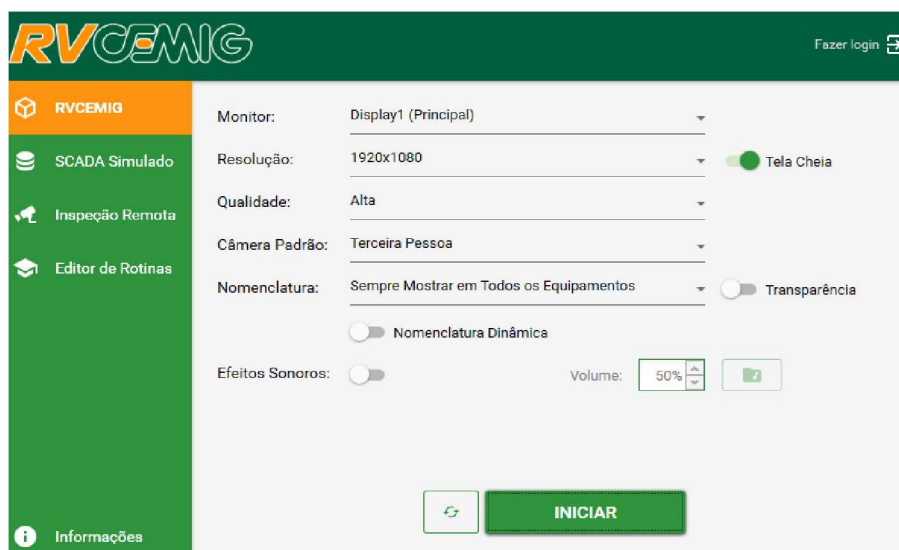 RVCEMIG
Fazer login
RVCEMIG
SCADA Simulado
Inspeção Remota
Editor de Rotinas
Informações
Monitor: Display1 (Principal)
Resolução: 1920x1080 Tela Cheia
Qualidade: Alta
Câmera Padrão: Terceira Pessoa
Nomenclatura: Sempre Mostrar em Todos os Equipamentos Transparência
Nomenclatura Dinâmica
Efeitos Sonoros: Volume: 50%
INICIAR